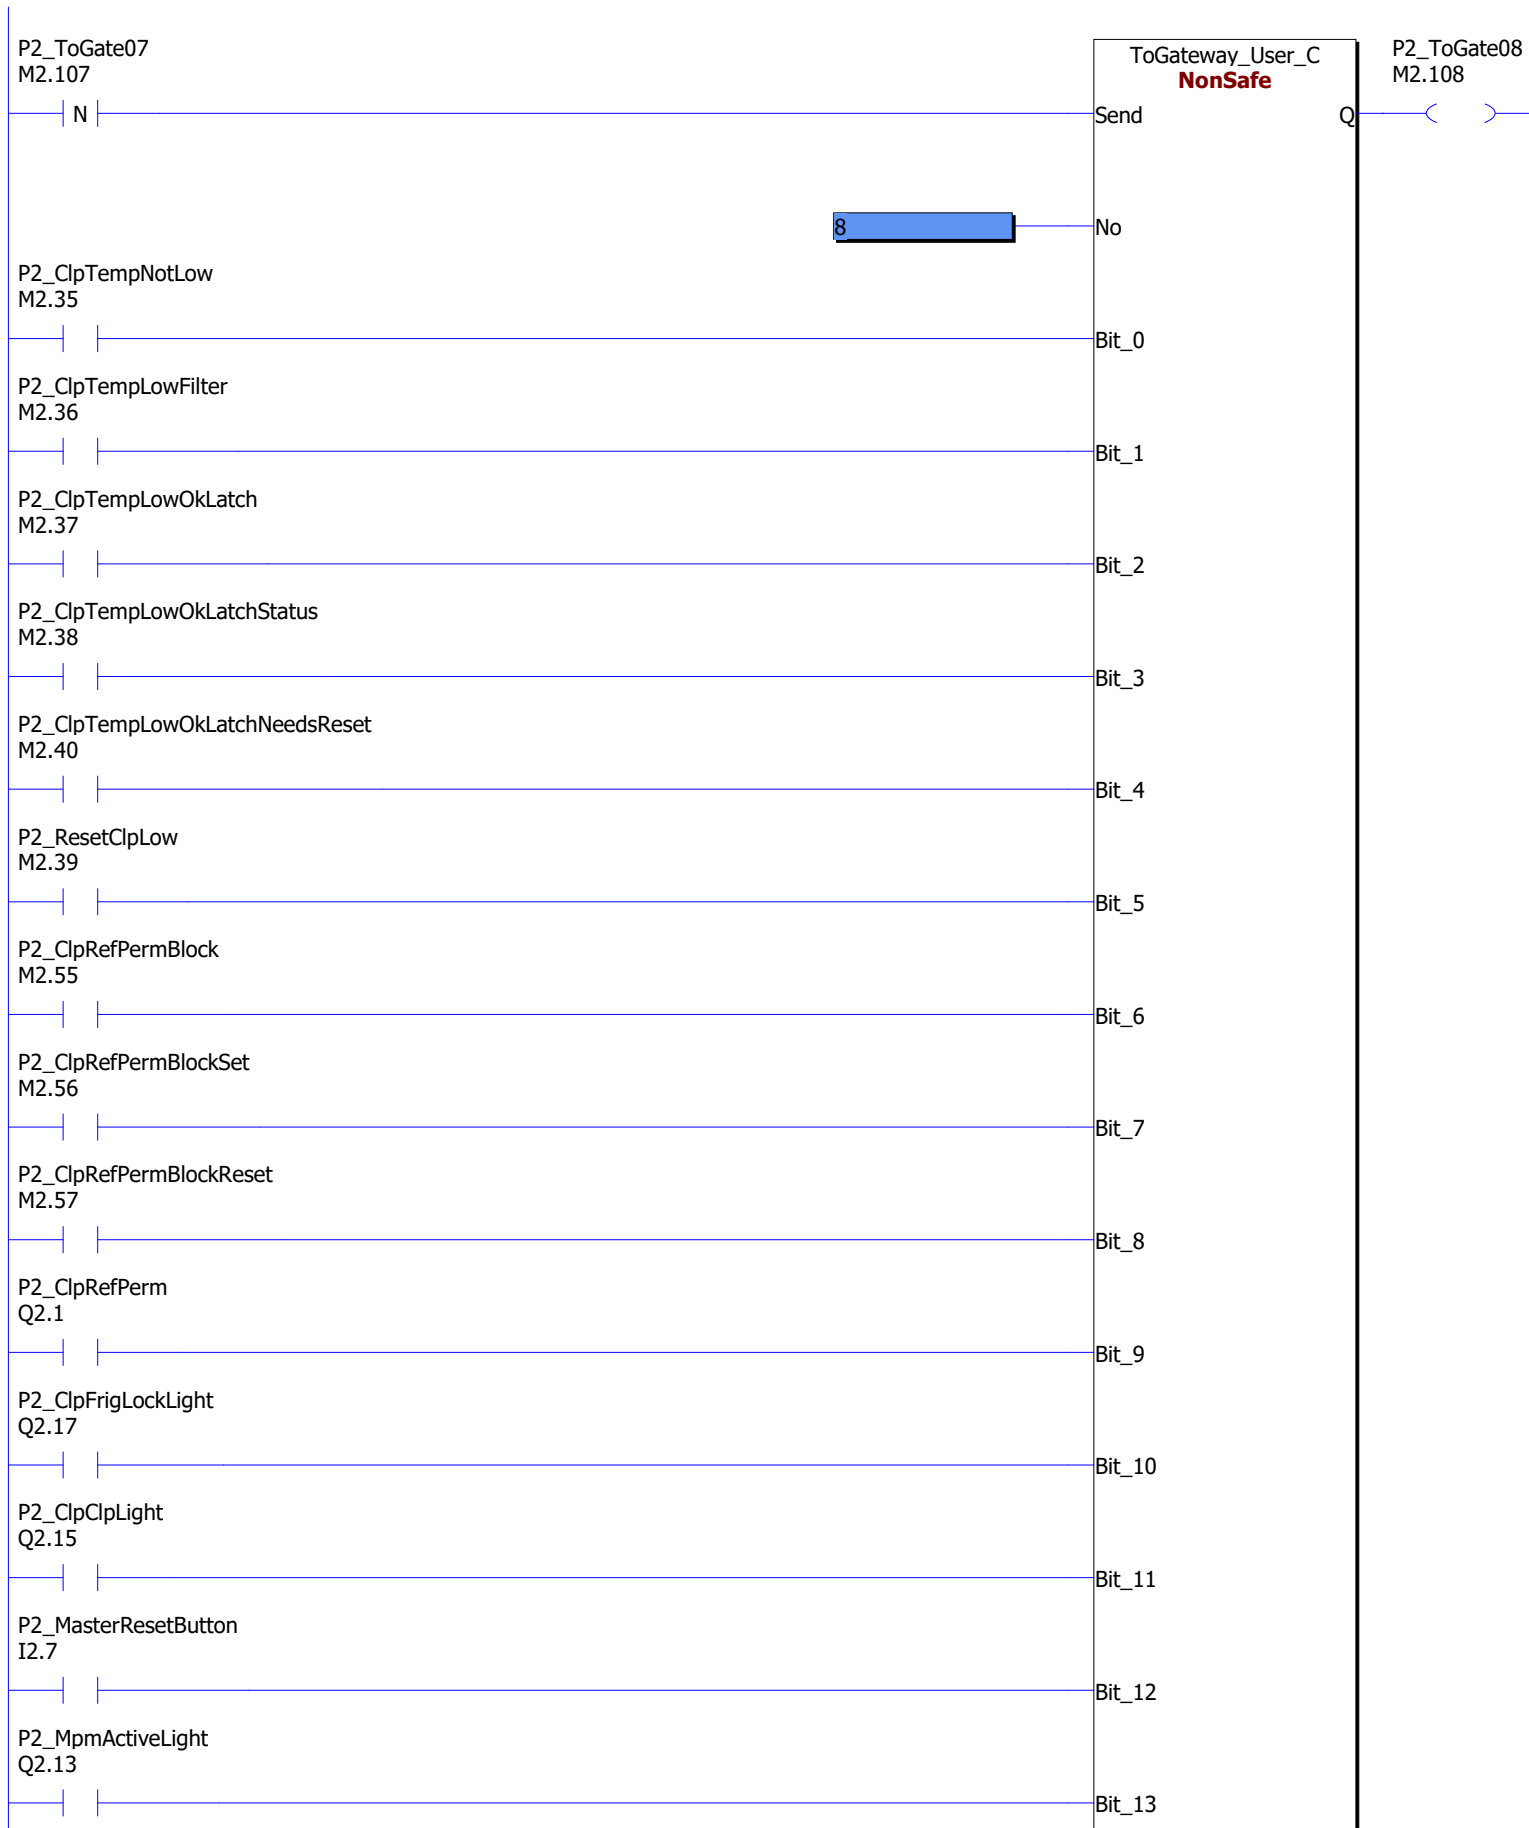 P2_ToGate07
M2.107
N
ToGateway_User_C
NonSafe
Send
Q
P2_ToGate08
M2.108
8
No
P2_ClpTempNotLow
M2.35
Bit_0
P2_ClpTempLowFilter
M2.36
Bit_1
P2_ClpTempLowOkLatch
M2.37
Bit_2
P2_ClpTempLowOkLatchStatus
M2.38
Bit_3
P2_ClpTempLowOkLatchNeedsReset
M2.40
Bit_4
P2_ResetClpLow
M2.39
Bit_5
P2_ClpRefPermBlock
M2.55
Bit_6
P2_ClpRefPermBlockSet
M2.56
Bit_7
P2_ClpRefPermBlockReset
M2.57
Bit_8
P2_ClpRefPerm
Q2.1
Bit_9
P2_ClpFrigLockLight
Q2.17
Bit_10
P2_ClpClpLight
Q2.15
Bit_11
P2_MasterResetButton
I2.7
Bit_12
P2_MpmActiveLight
Q2.13
Bit_13